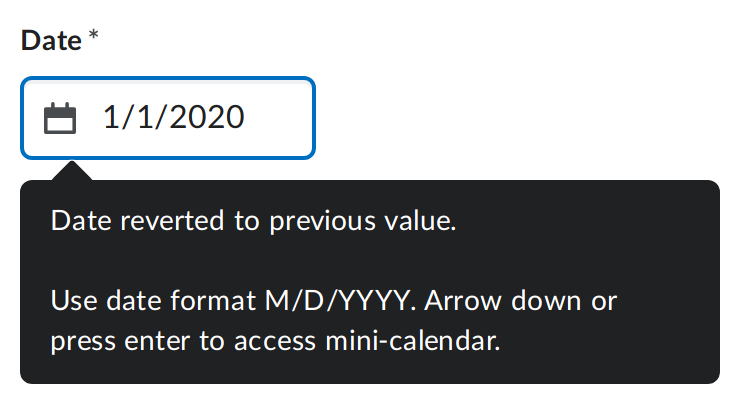 Date *
1/1/2020
Date reverted to previous value.
Use date format M/D/YYYY. Arrow down or
press enter to access mini-calendar.